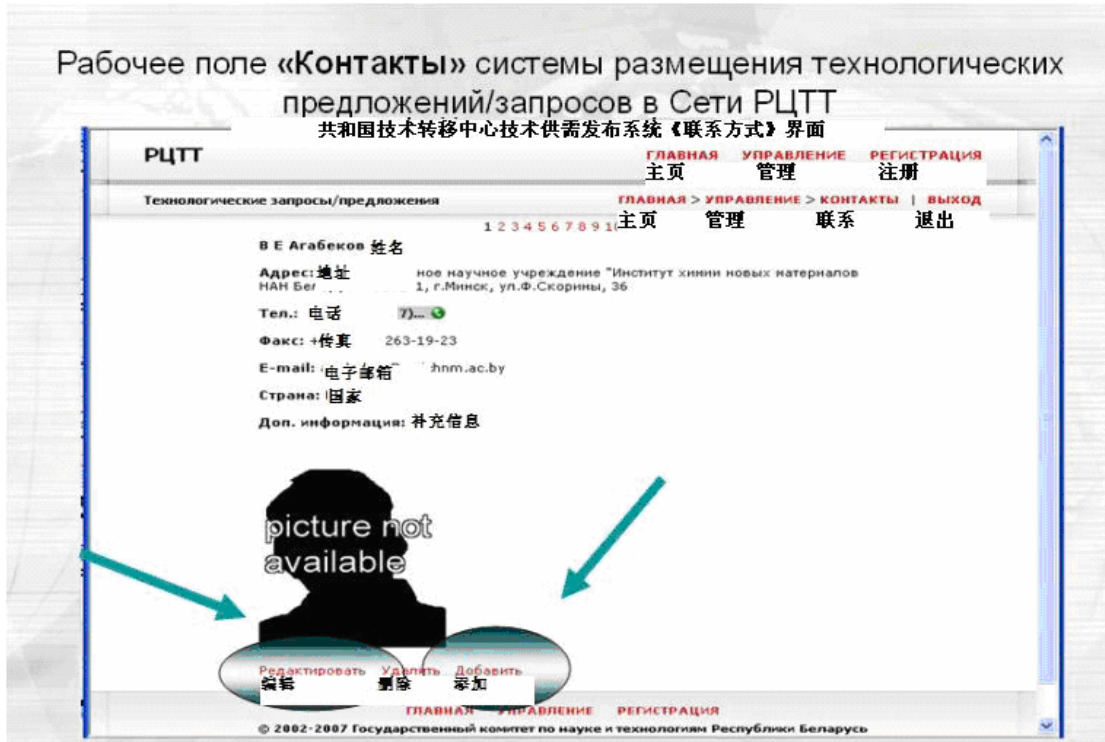 Рабочее поле «Контакты» системы размещения технологических
предложений/запросов в Сети РЦТТ
共和国技术转移中心技术供需发布系统《联系方式》界面
РЦТТ
ГЛАВНАЯ УПРАВЛЕНИЕ РЕГИСТРАЦИЯ
主页 管理 注册
Технологические запросы/предложения
ГЛАВНАЯ > УПРАВЛЕНИЕ > КОНТАКТЫ | ВЫХОД
主页 管理 联系 退出
1 2 3 4 5 6 7 8 9
В Е Агабеков 姓名
Адрес: 地址 ное научное учреждение "Институт химии новых материалов
НАН Бел 1, г.Минск, ул.Ф.Скорины, 36
Тел.: 电话 7)...
Факс: +传真 263-19-23
E-mail: 电子邮箱 hnm.ac.by
Страна: 国家
Доп. информация: 补充信息
picture not
available
Редактировать Удалить Добавить
编辑 删除 添加
ГЛАВНАЯ УПРАВЛЕНИЕ РЕГИСТРАЦИЯ
© 2002-2007 Государственный комитет по науке и технологиям Республики Беларусь